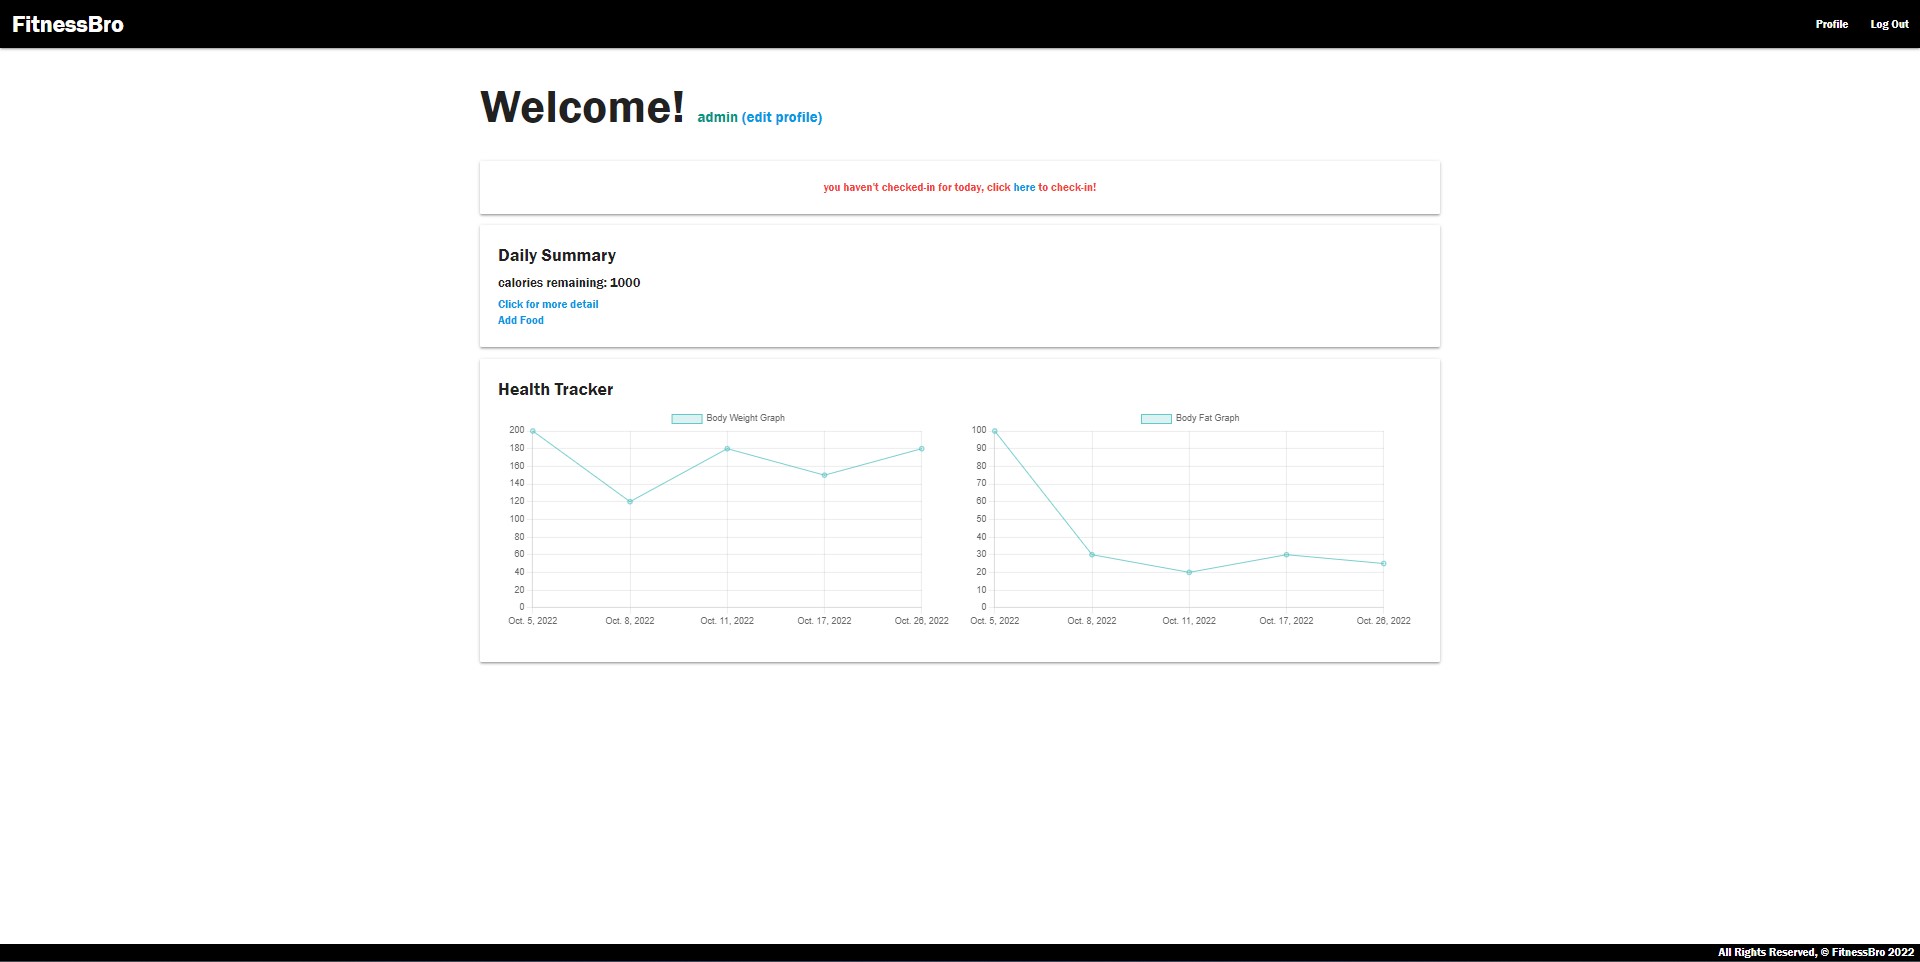 FitnessBro
Profile
Log Out
Welcome! admin (edit profile)
you haven't checked-in for today, click here to check-in!
Daily Summary
calories remaining: 1000
Click for more detail
Add Food
Health Tracker
Body Weight Graph
200
180
160
140
120
100
80
60
40
20
0
Oct. 5, 2022
Oct. 8, 2022
Oct. 11, 2022
Oct. 17, 2022
Oct. 26, 2022
Body Fat Graph
100
90
80
70
60
50
40
30
20
10
0
Oct. 5, 2022
Oct. 8, 2022
Oct. 11, 2022
Oct. 17, 2022
Oct. 26, 2022
All Rights Reserved, © FitnessBro 2022